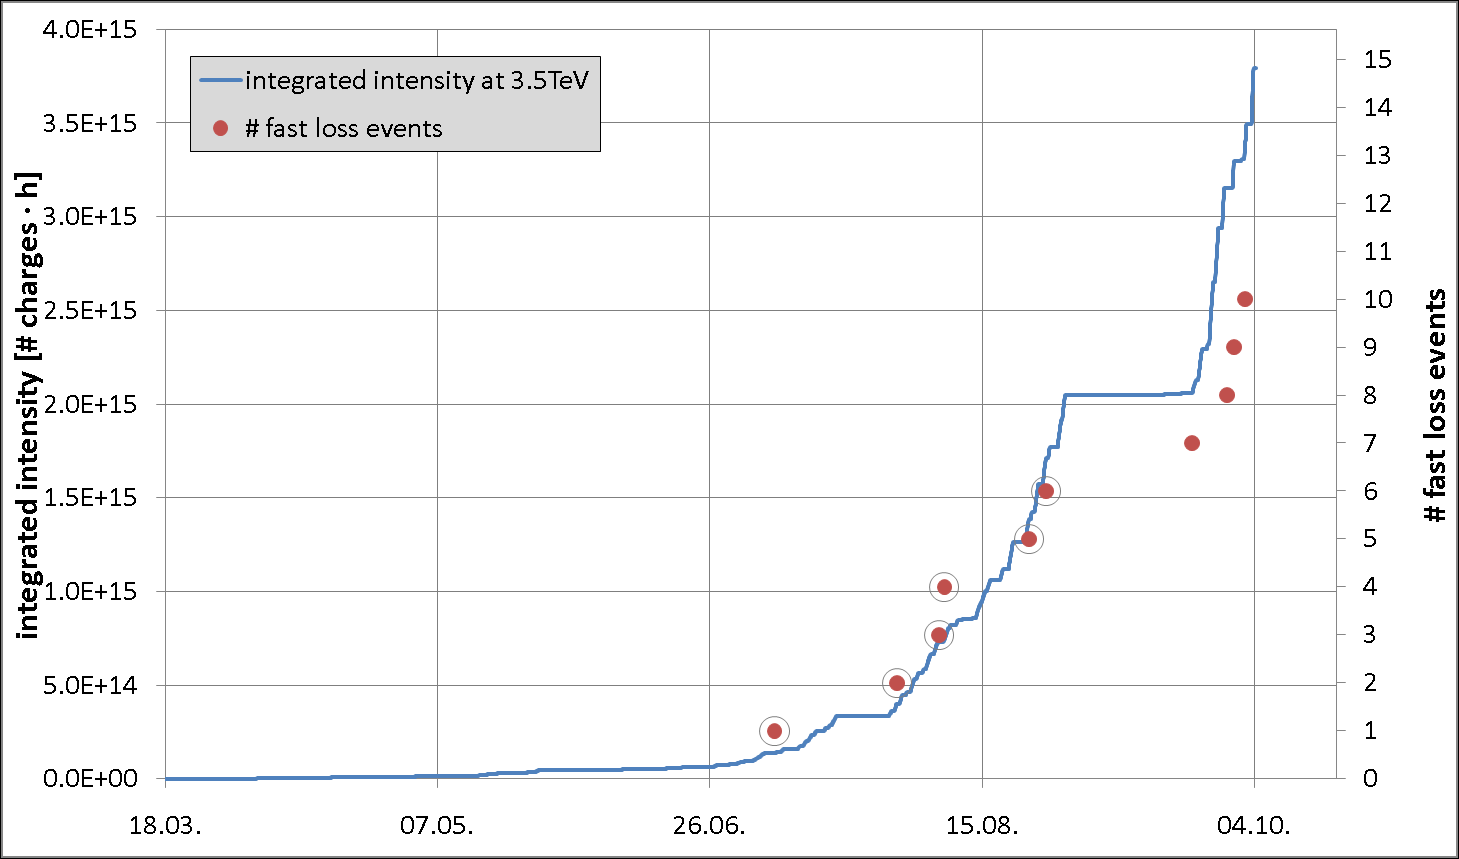 integrated intensity at 3.5TeV
# fast loss events
integrated intensity [# charges · h]
4.0E+15
3.5E+15
3.0E+15
2.5E+15
2.0E+15
1.5E+15
1.0E+15
5.0E+14
0.0E+00
15
14
13
12
11
10
9
8
7
6
5
4
3
2
1
0
# fast loss events
18.03.
07.05.
26.06.
15.08.
04.10.